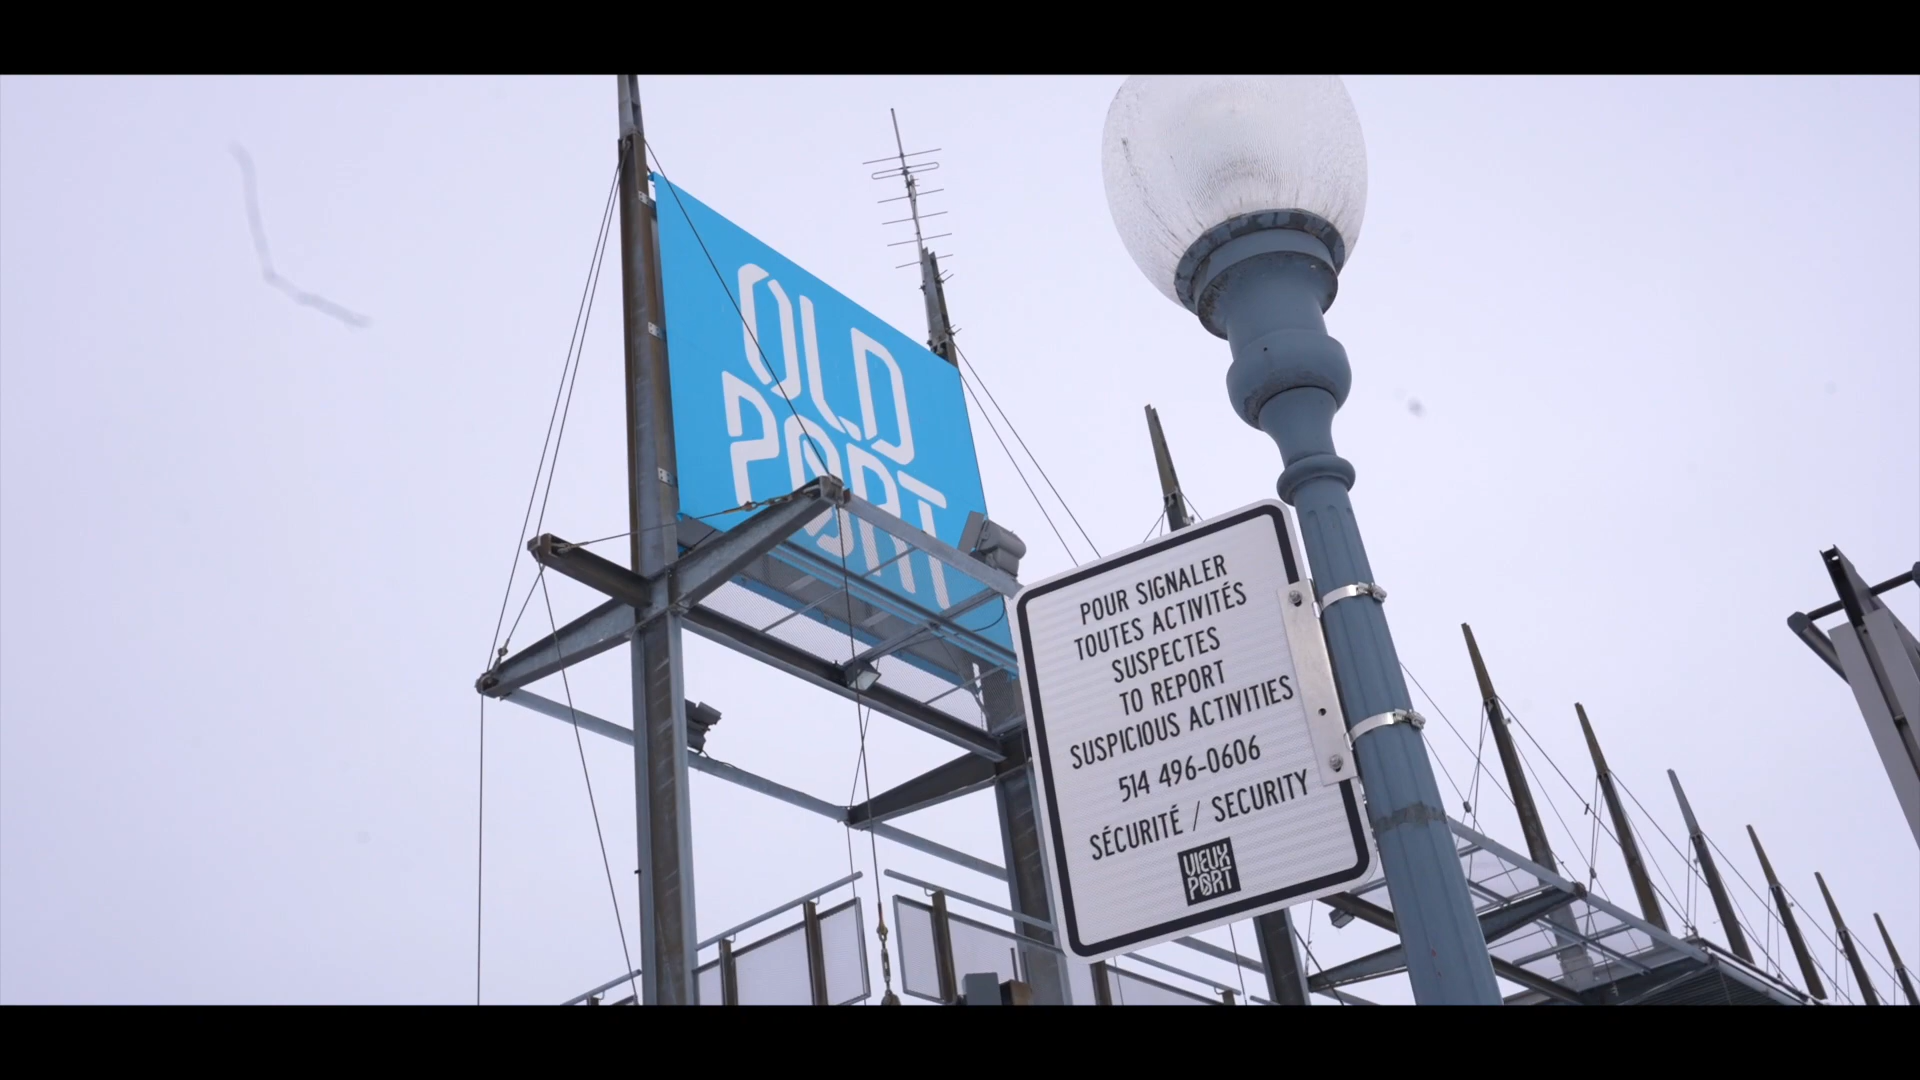 OLD
PORT
POUR SIGNALER
TOUTES ACTIVITÉS
SUSPECTES
TO REPORT
SUSPICIOUS ACTIVITIES
514 496-0606
SÉCURITÉ / SECURITY
VIEUX
PORT